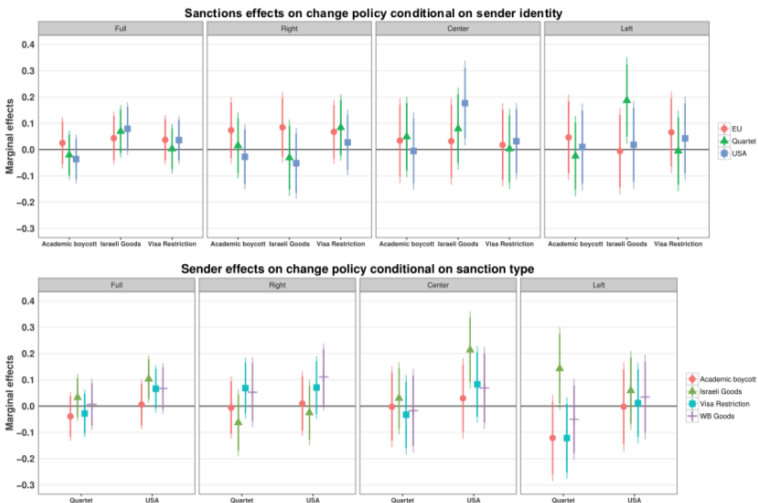 Sanctions effects on change policy conditional on sender identity
Full Right Center Left
0.4
0.3
0.2
0.1
0.0
−0.1
−0.2
−0.3
Marginal effects
Academic boycott Israeli Goods Visa Restriction Academic boycott Israeli Goods Visa Restriction Academic boycott Israeli Goods Visa Restriction Academic boycott Israeli Goods Visa Restriction
EU
Quartet
USA
Sender effects on change policy conditional on sanction type
Full Right Center Left
0.4
0.3
0.2
0.1
0.0
−0.1
−0.2
−0.3
Marginal effects
Quartet USA Quartet USA Quartet USA Quartet USA
Academic boycott
Israeli Goods
Visa Restriction
WB Goods